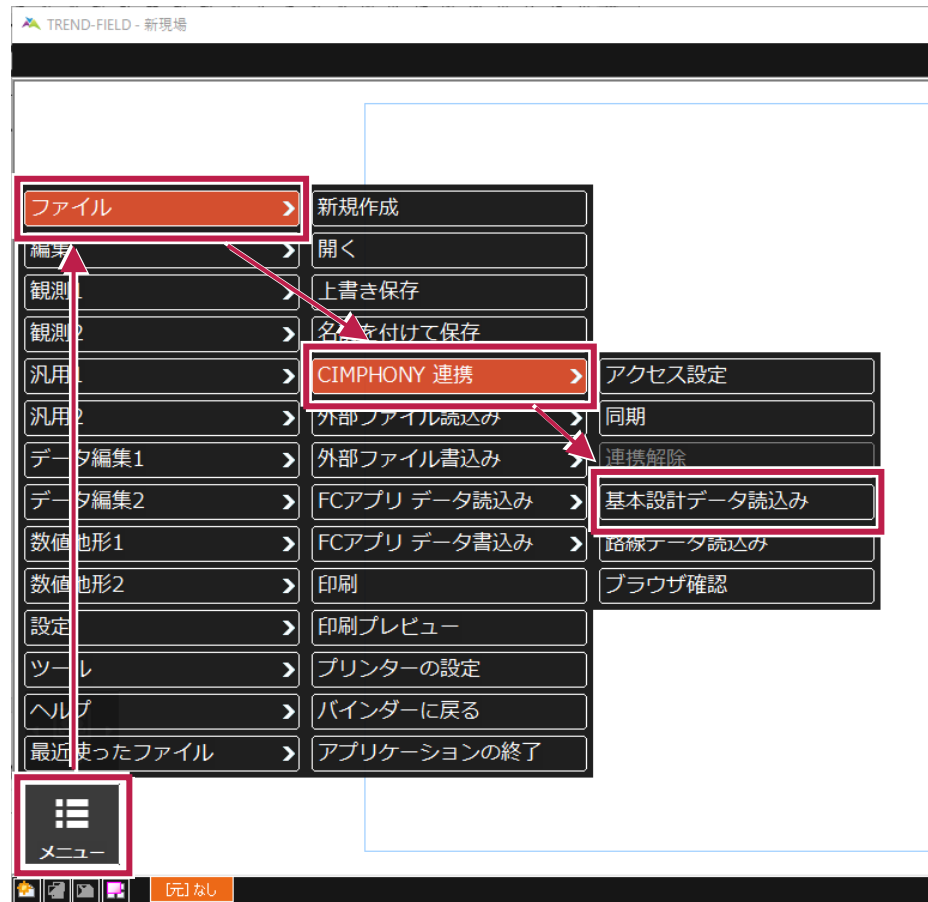 TREND-FIELD - 新現場
ファイル
編集
観測1
観測2
汎用1
汎用2
データ編集1
データ編集2
数値地形1
数値地形2
設定
ツール
ヘルプ
最近使ったファイル
新規作成
開く
上書き保存
名前を付けて保存
CIMPHONY 連携
外部ファイル読込み
外部ファイル書込み
FCアプリ データ読込み
FCアプリ データ書込み
印刷
印刷プレビュー
プリンターの設定
バインダーに戻る
アプリケーションの終了
アクセス設定
同期
連携解除
基本設計データ読込み
路線データ読込み
ブラウザ確認
メニュー
[元] なし